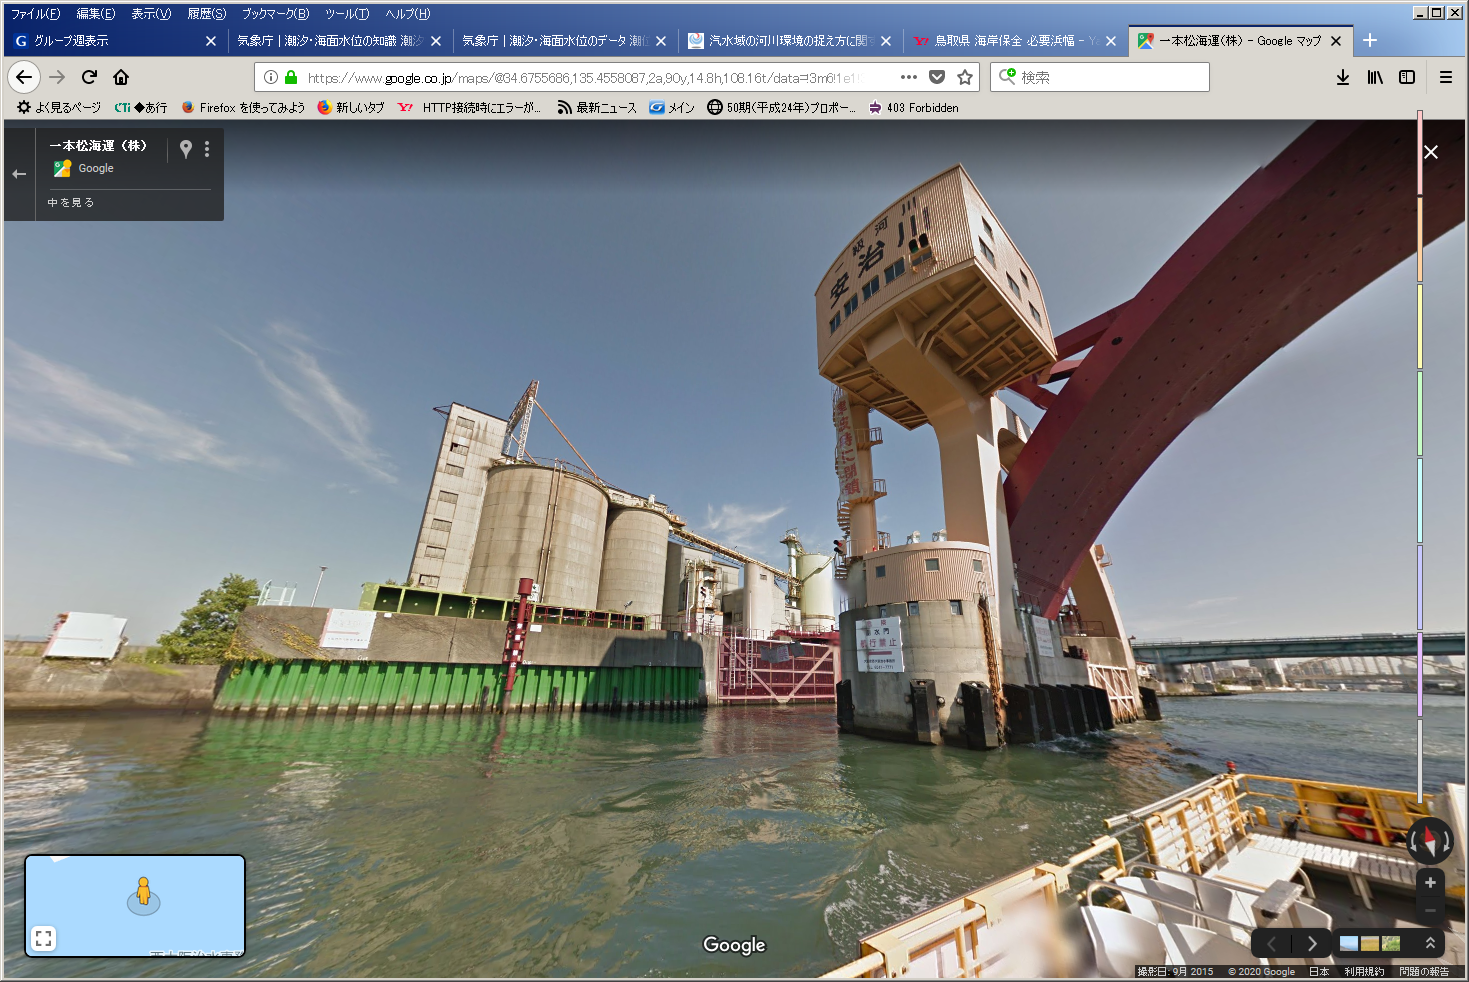 ファイル(F) 編集(E) 表示(V) 履歴(S) ブックマーク(B) ツール(T) ヘルプ(H)
G グループ週表示
気象庁｜潮汐・海面水位の知識 潮汐
気象庁｜潮汐・海面水位のデータ 潮位
汽水域の河川環境の捉え方に関す
鳥取県 海岸保全 必要浜幅 - Y
一本松海運(株) - Google マップ
https://www.google.co.jp/maps/@34.6755686,135.4558087,2a,90y,14.8h,108.16t/data=!3m6!1e1!
検索
よく見るページ
CTi ◆あ行
Firefox を使ってみよう
新しいタブ
HTTP接続時にエラーが...
最新ニュース
メイン
50期(平成24年)プロポー...
403 Forbidden
一本松海運（株）
Google
中を見る
一級河川
安治川
水門
航行禁止
Google
撮影日: 9月 2015 © 2020 Google 日本 利用規約 問題の報告